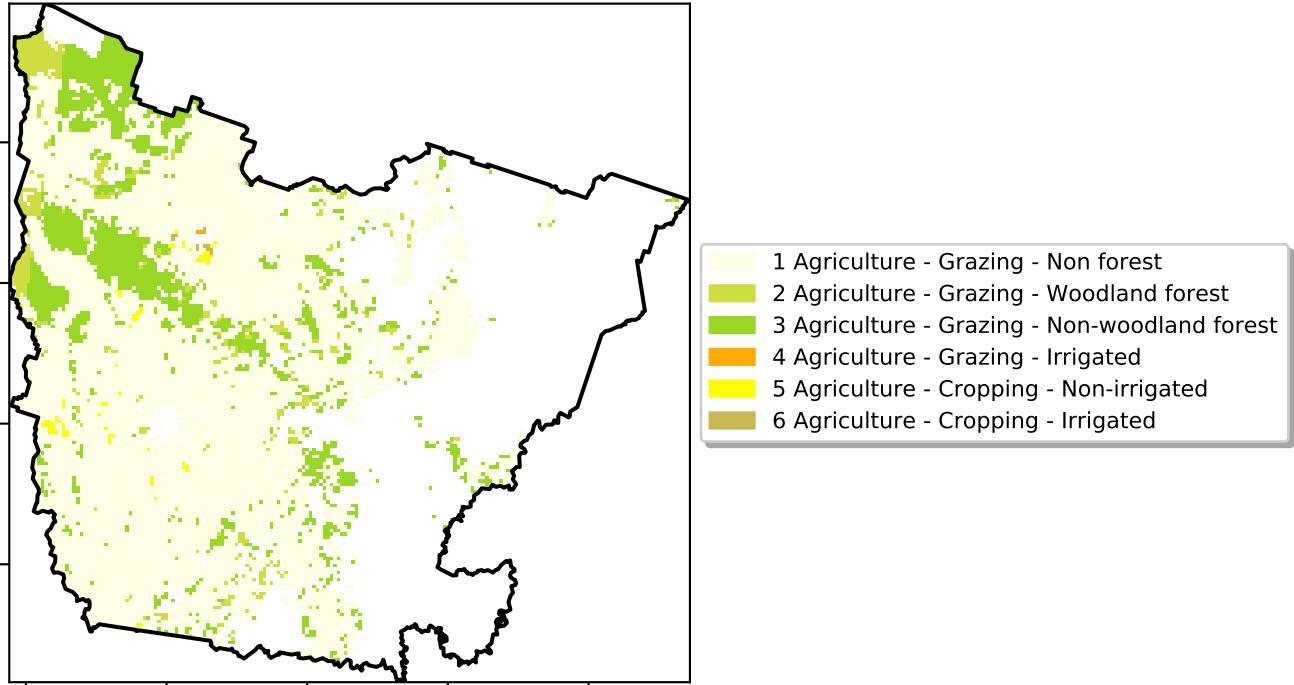 1 Agriculture - Grazing - Non forest
2 Agriculture - Grazing - Woodland forest
3 Agriculture - Grazing - Non-woodland forest
4 Agriculture - Grazing - Irrigated
5 Agriculture - Cropping - Non-irrigated
6 Agriculture - Cropping - Irrigated